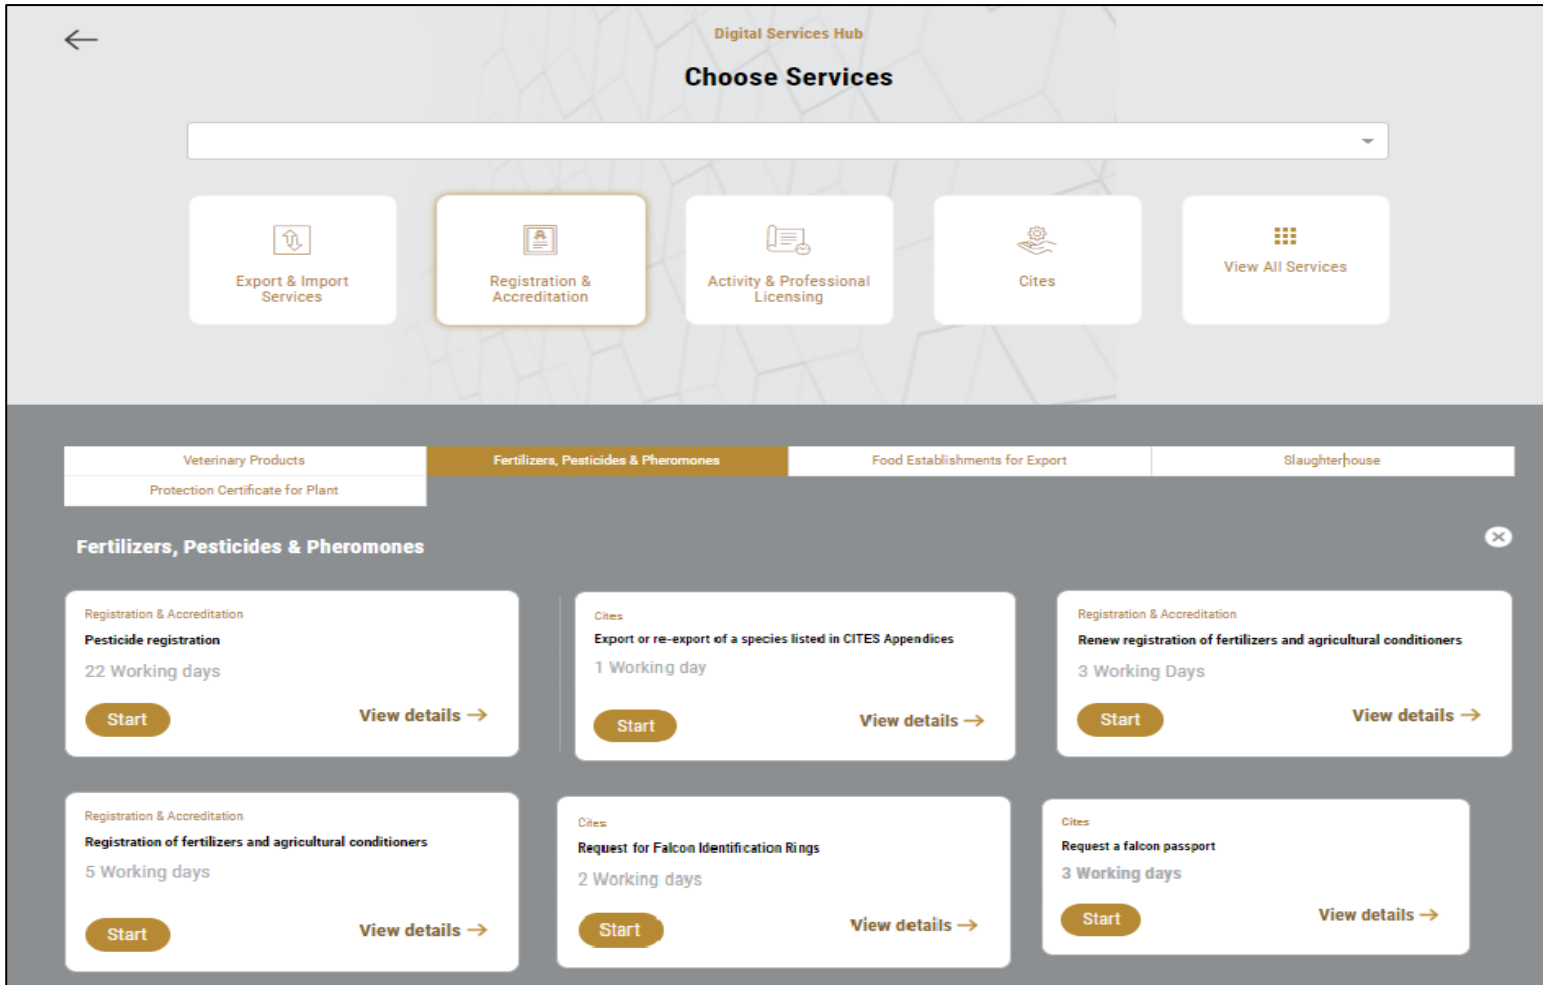 Digital Services Hub
Choose Services
Export & Import
Services
Registration &
Accreditation
Activity & Professional
Licensing
Cites
View All Services
Veterinary Products
Fertilizers, Pesticides & Pheromones
Food Establishments for Export
Slaughterhouse
Protection Certificate for Plant
Fertilizers, Pesticides & Pheromones
Registration & Accreditation
Pesticide registration
22 Working days
Start
View details
Cites
Export or re-export of a species listed in CITES Appendices
1 Working day
Start
View details
Registration & Accreditation
Renew registration of fertilizers and agricultural conditioners
3 Working Days
Start
View details
Registration & Accreditation
Registration of fertilizers and agricultural conditioners
5 Working days
Start
View details
Cites
Request for Falcon Identification Rings
2 Working days
Start
View details
Cites
Request a falcon passport
3 Working days
Start
View details